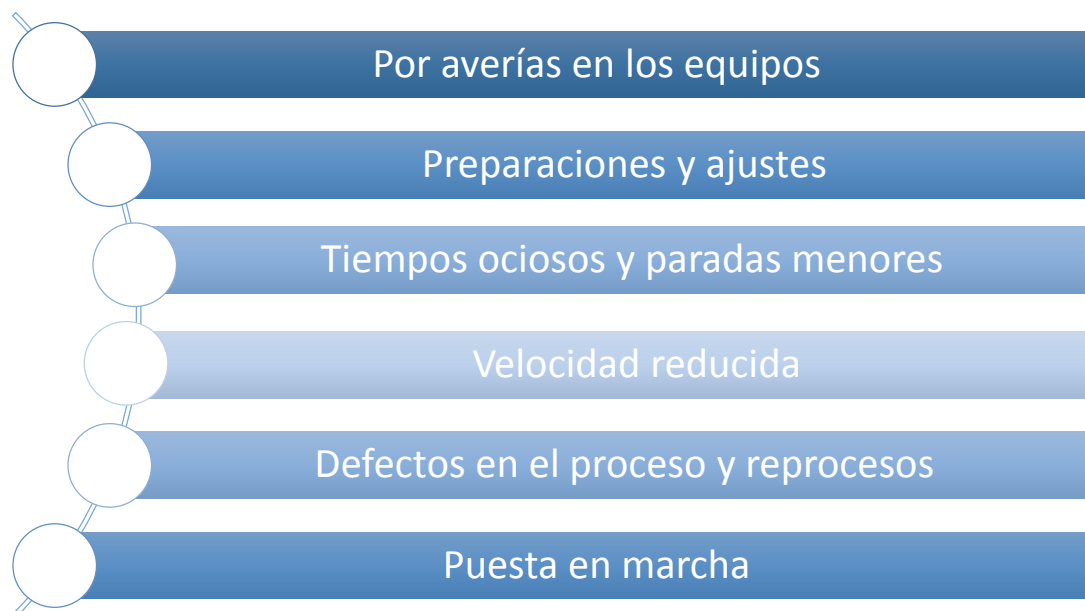 Por averías en los equipos
Preparaciones y ajustes
Tiempos ociosos y paradas menores
Velocidad reducida
Defectos en el proceso y reprocesos
Puesta en marcha